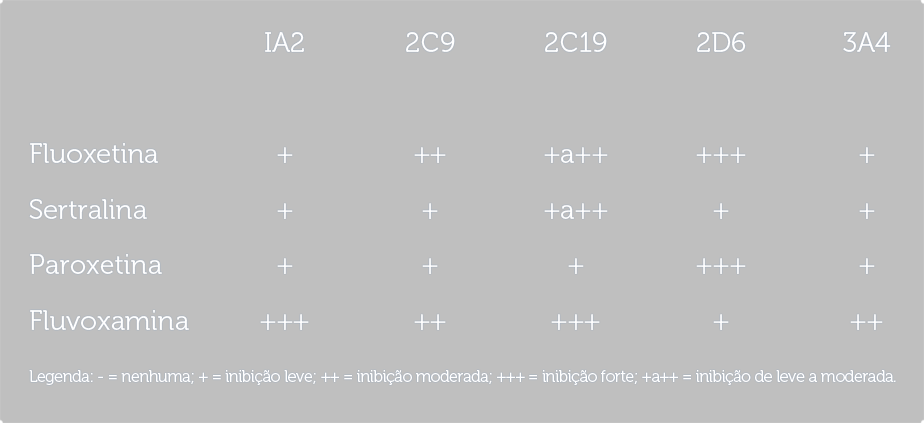 IA2 2C9 2C19 2D6 3A4
Fluoxetina + ++ +a++ +++ +
Sertralina + + +a++ + +
Paroxetina + + + +++ +
Fluvoxamina +++ ++ +++ + ++
Legenda: - = nenhuma; + = inibição leve; ++ = inibição moderada; +++ = inibição forte; +a++ = inibição de leve a moderada.